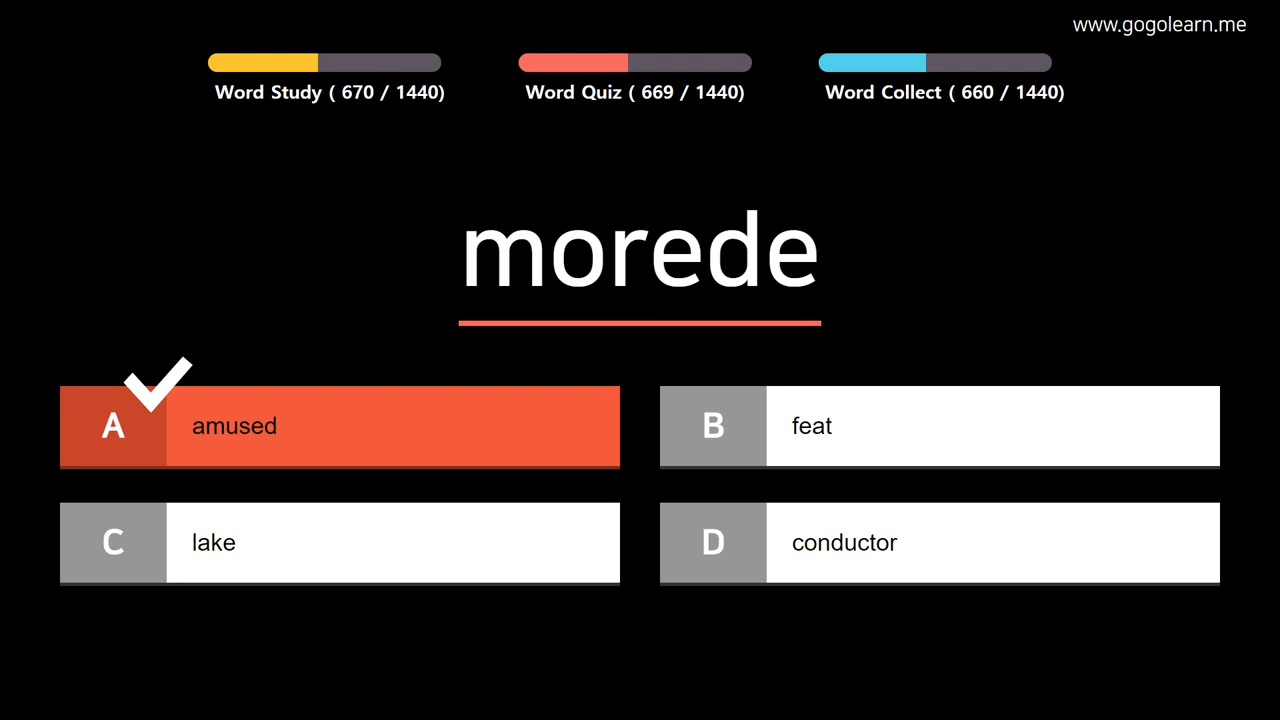 www.gogolearn.me
Word Study ( 670 / 1440)
Word Quiz ( 669 / 1440)
Word Collect ( 660 / 1440)
morede
A amused
B feat
C lake
D conductor